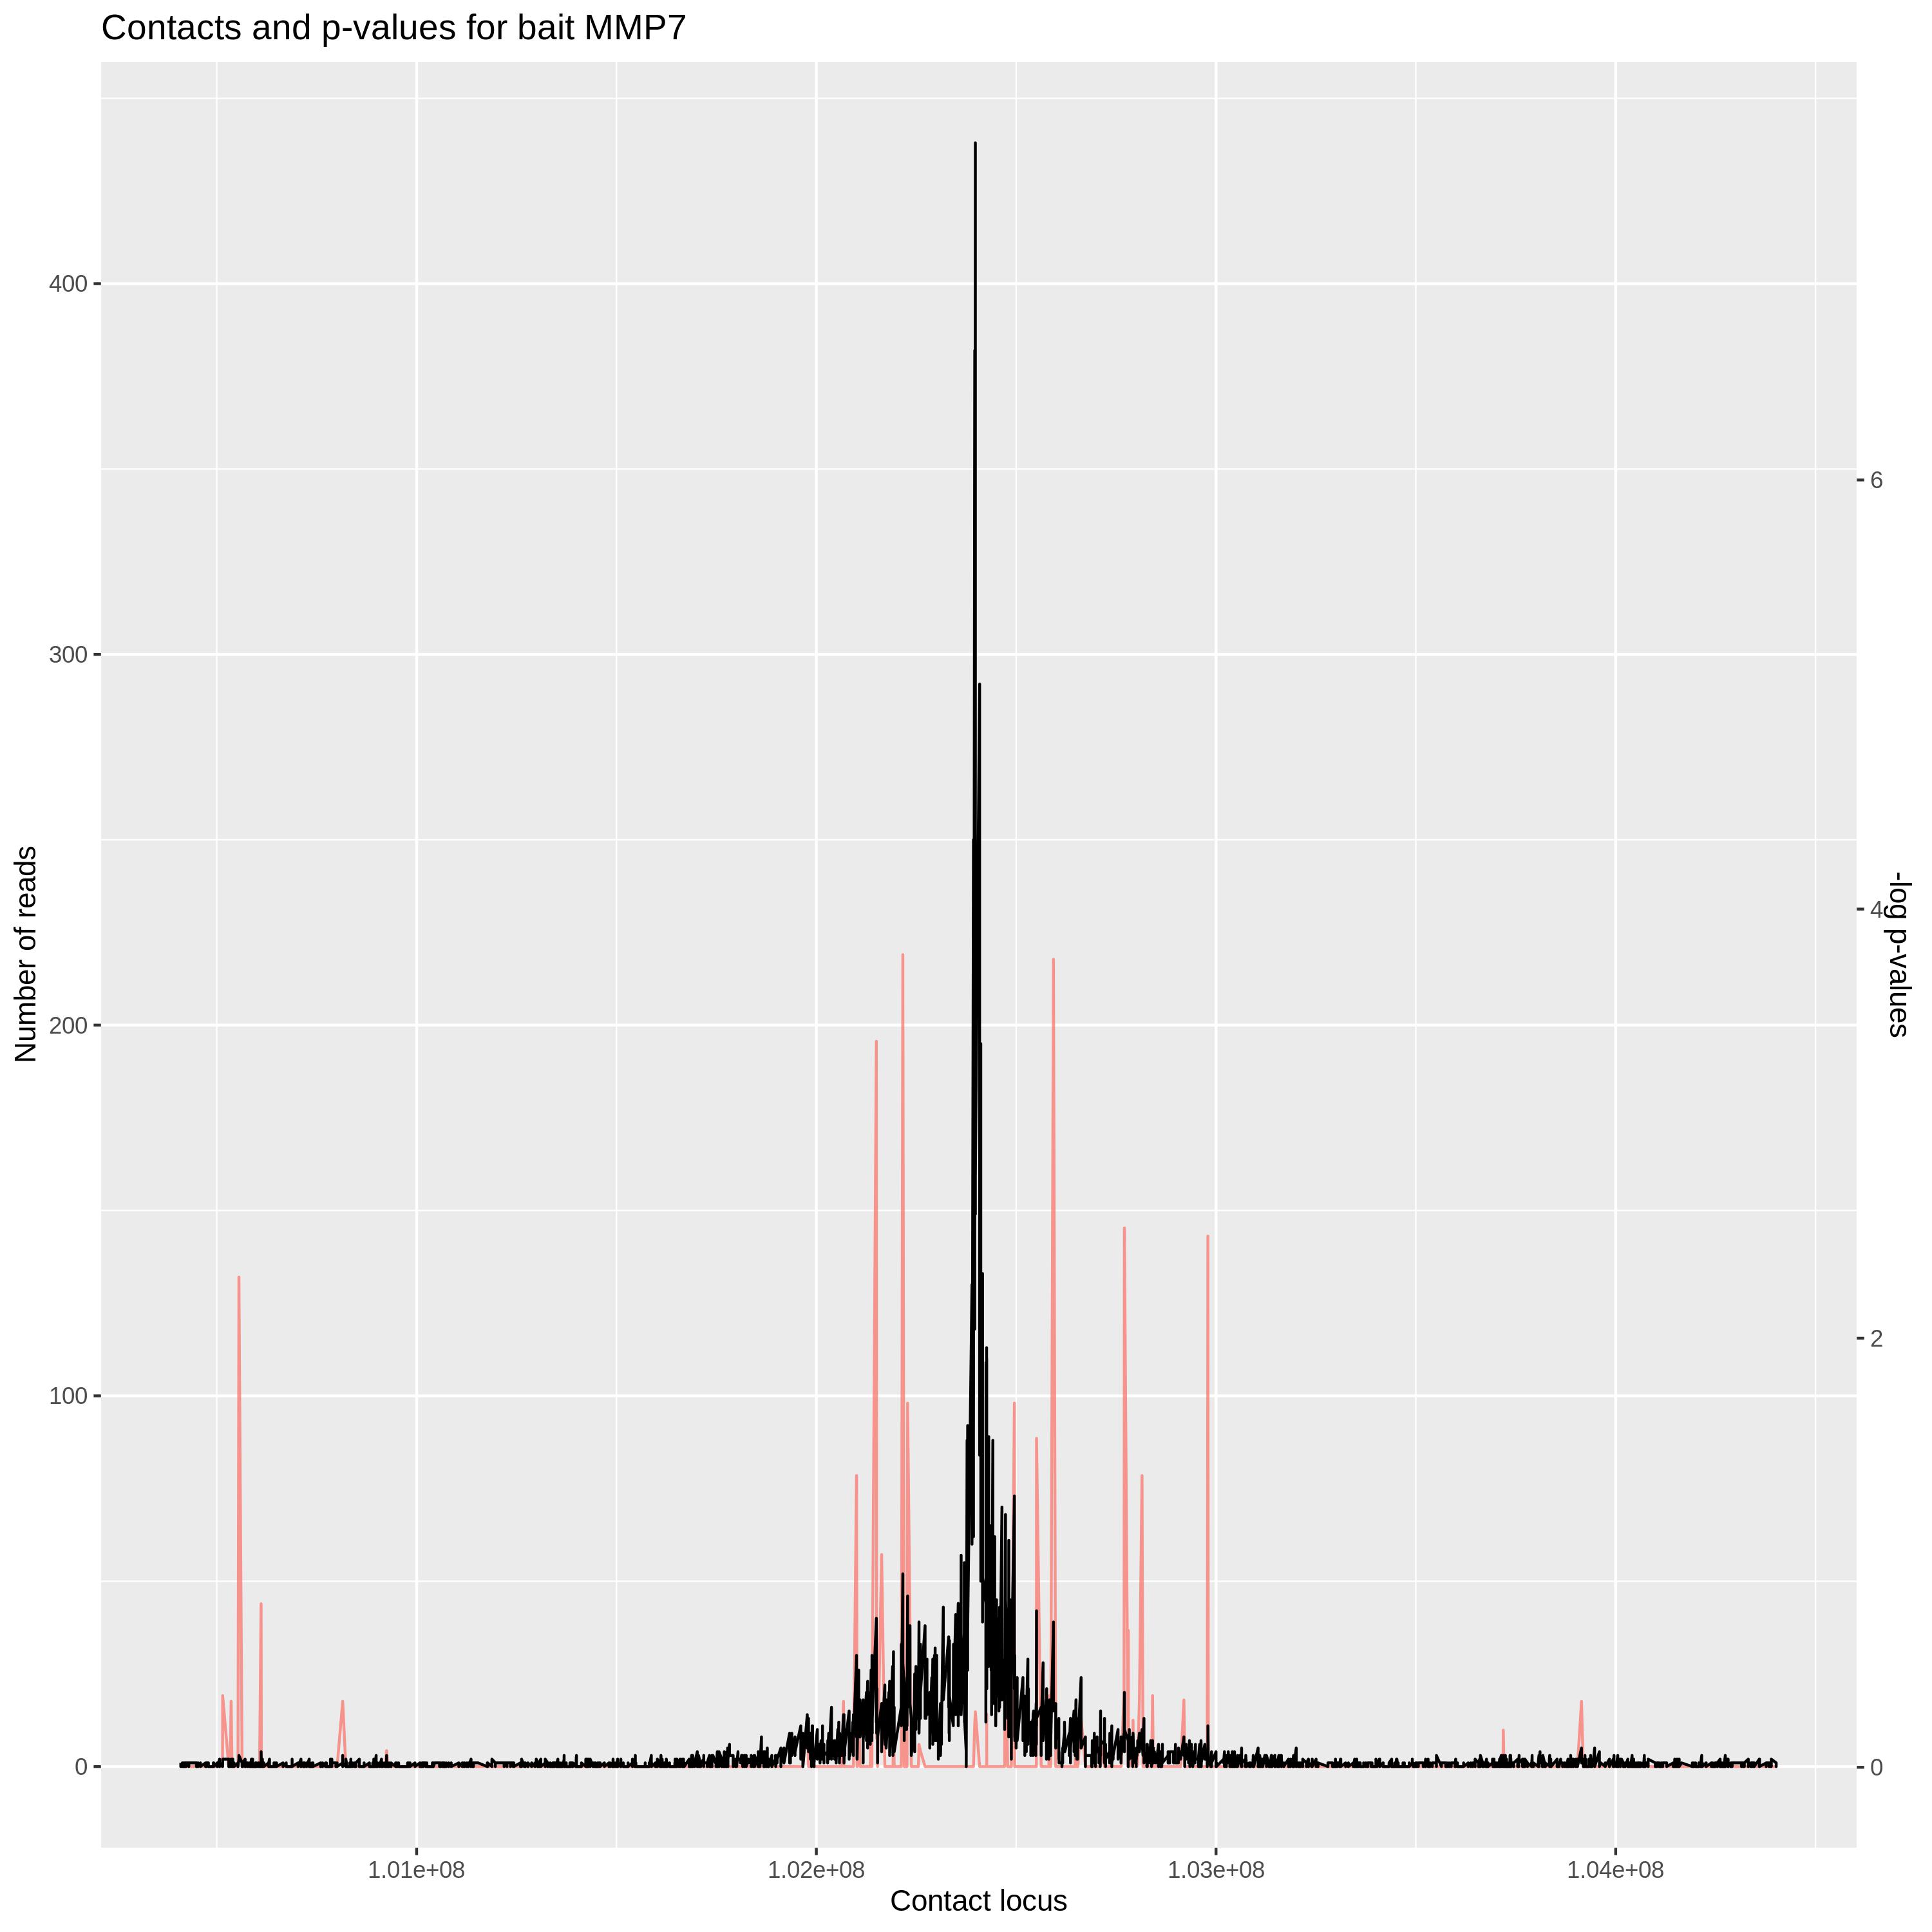 Contacts and p-values for bait MMP7
Number of reads
400
300
200
100
0
6
4
2
0
-log p-values
1.01e+08
1.02e+08
1.03e+08
1.04e+08
Contact locus